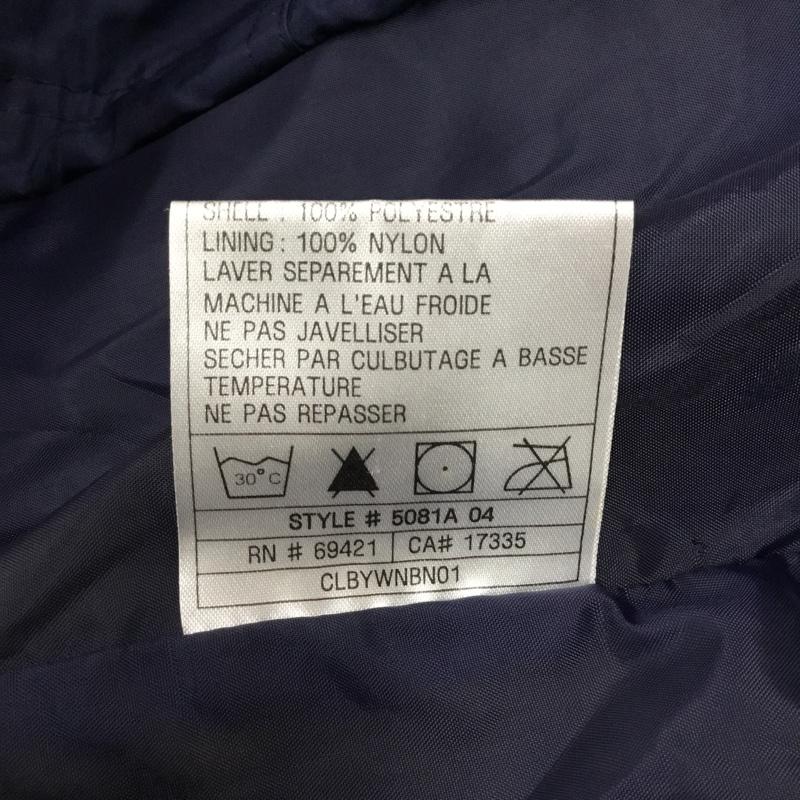 SHELL : 100% POLYESTRE
LINING : 100% NYLON
LAVER SEPAREMENT A LA
MACHINE A L'EAU FROIDE
NE PAS JAVELLISER
SECHER PAR CULBUTAGE A BASSE
TEMPERATURE
NE PAS REPASSER
30°C
STYLE # 5081A 04
RN # 69421 CA# 17335
CLBYWNBN01